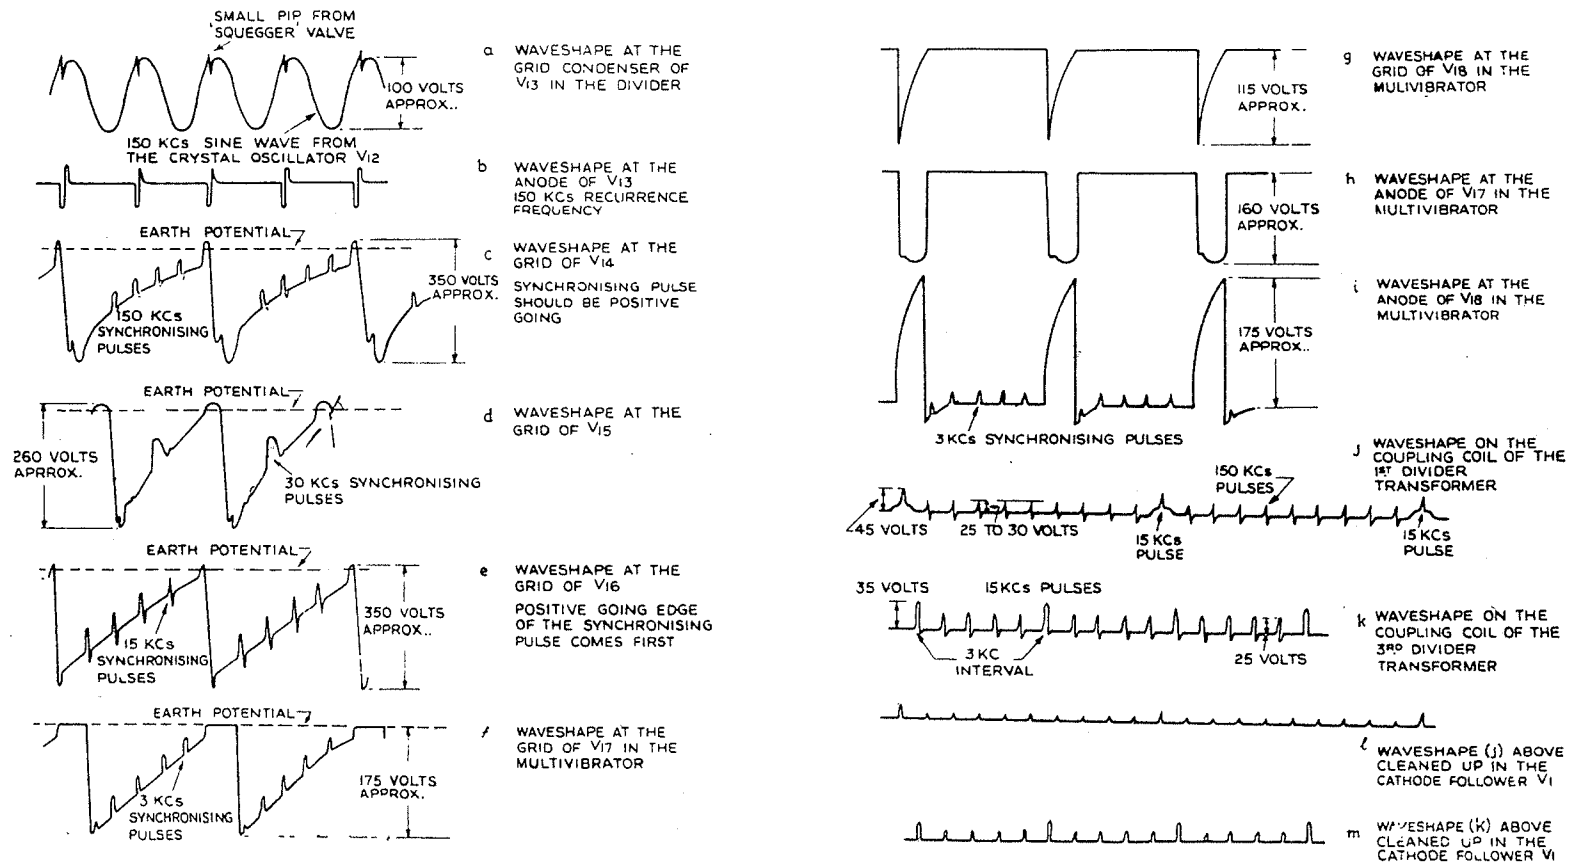 SMALL PIP FROM
'SQUEGGER' VALVE
100 VOLTS
APPROX..
150 KCs SINE WAVE FROM
THE CRYSTAL OSCILLATOR V12
a WAVESHAPE AT THE
GRID CONDENSER OF
V13 IN THE DIVIDER
b WAVESHAPE AT THE
ANODE OF V13
150 KCs RECURRENCE
FREQUENCY
EARTH POTENTIAL
350 VOLTS
APPROX.
150 KCs
SYNCHRONISING
PULSES
c WAVESHAPE AT THE
GRID OF V14
SYNCHRONISING PULSE
SHOULD BE POSITIVE
GOING
EARTH POTENTIAL
260 VOLTS
APRROX.
30 KCs SYNCHRONISING
PULSES
d WAVESHAPE AT THE
GRID OF V15
EARTH POTENTIAL
350 VOLTS
APPROX..
15 KCs
SYNCHRONISING
PULSES
e WAVESHAPE AT THE
GRID OF V16
POSITIVE GOING EDGE
OF THE SYNCHRONISING
PULSE COMES FIRST
EARTH POTENTIAL
175 VOLTS
APPROX.
3 KCs
SYNCHRONISING
PULSES
f WAVESHAPE AT THE
GRID OF V17 IN THE
MULTIVIBRATOR
115 VOLTS
APPROX.
g WAVESHAPE AT THE
GRID OF V18 IN THE
MULIVIBRATOR
160 VOLTS
APPROX.
h WAVESHAPE AT THE
ANODE OF V17 IN THE
MULTIVIBRATOR
175 VOLTS
APPROX..
3 KCs SYNCHRONISING PULSES
i WAVESHAPE AT THE
ANODE OF V18 IN THE
MULTIVIBRATOR
150 KCs
PULSES
45 VOLTS
25 TO 30 VOLTS
15 KCs
PULSE
15 KCs
PULSE
j WAVESHAPE ON THE
COUPLING COIL OF THE
1ST DIVIDER
TRANSFORMER
35 VOLTS
15 KCs PULSES
3 KC
INTERVAL
25 VOLTS
k WAVESHAPE ON THE
COUPLING COIL OF THE
3RD DIVIDER
TRANSFORMER
l WAVESHAPE (j) ABOVE
CLEANED UP IN THE
CATHODE FOLLOWER V1
m WAVESHAPE (K) ABOVE
CLEANED UP IN THE
CATHODE FOLLOWER V1